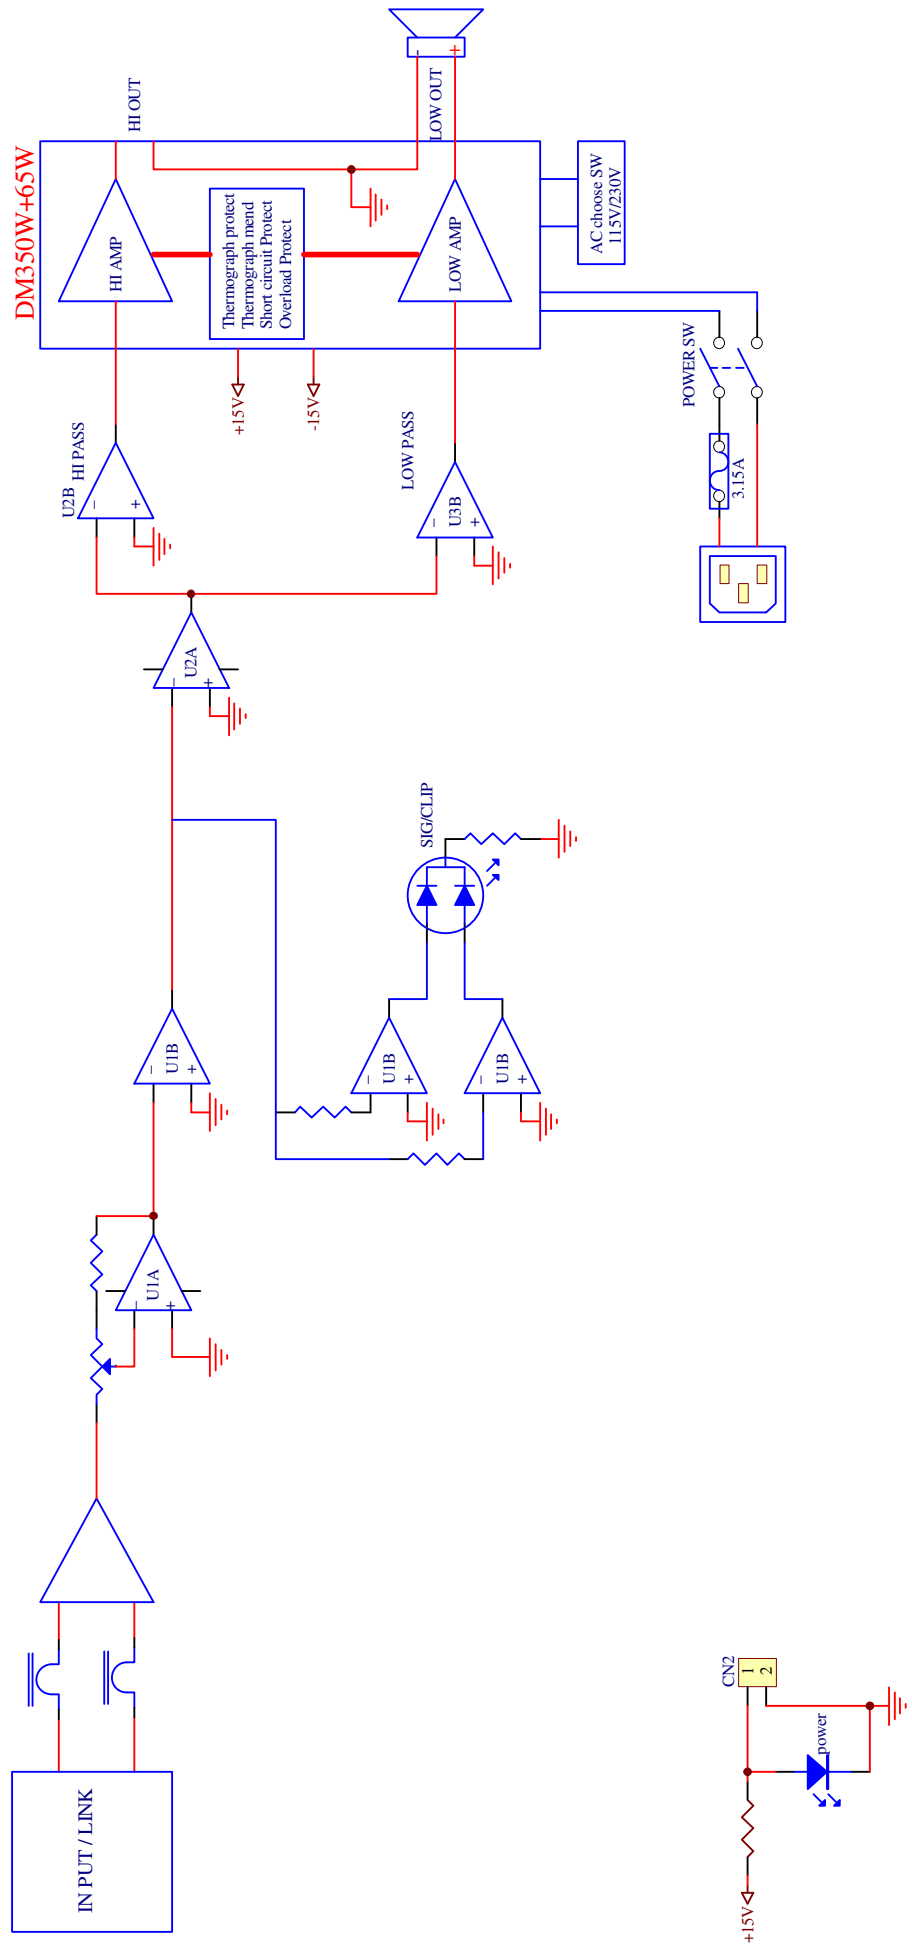 DM350W+65W
HI OUT
LOW OUT
-
+
HI AMP
LOW AMP
Thermograph protect
Thermograph mend
Short circuit Protect
Overload Protect
AC choose SW
115V/230V
+15V
-15V
POWER SW
3.15A
U2B
HI PASS
-
+
LOW PASS
U3B
-
+
U2A
-
+
SIG/CLIP
U1B
-
+
U1B
-
+
U1B
-
+
U1A
-
+
IN PUT / LINK
CN2
1
2
power
+15V